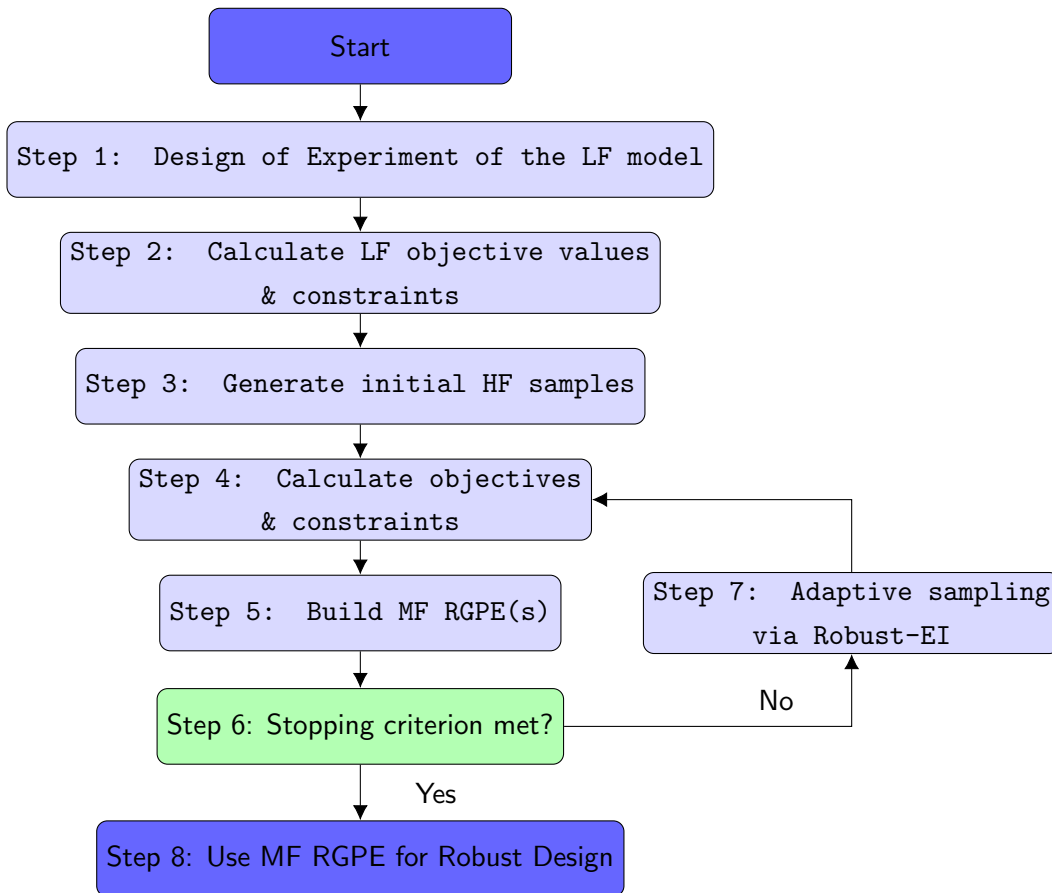 Start
Step 1: Design of Experiment of the LF model
Step 2: Calculate LF objective values
& constraints
Step 3: Generate initial HF samples
Step 4: Calculate objectives
& constraints
Step 5: Build MF RGPE(s)
Step 7: Adaptive sampling
via Robust-EI
No
Step 6: Stopping criterion met?
Yes
Step 8: Use MF RGPE for Robust Design